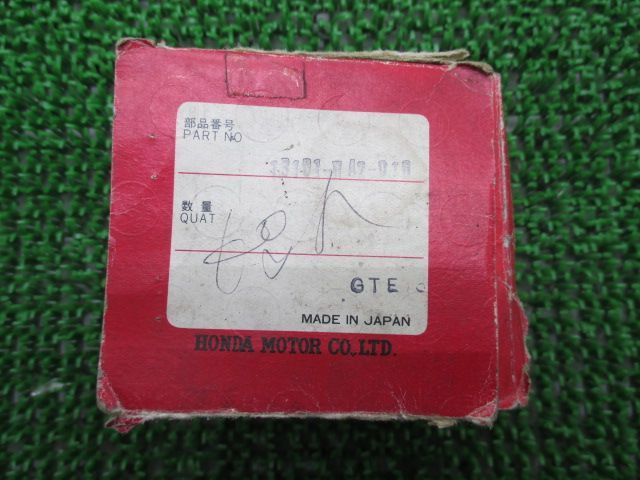 部品番号
PART NO
数量
QUAT
GTE
MADE IN JAPAN
HONDA MOTOR CO., LTD.